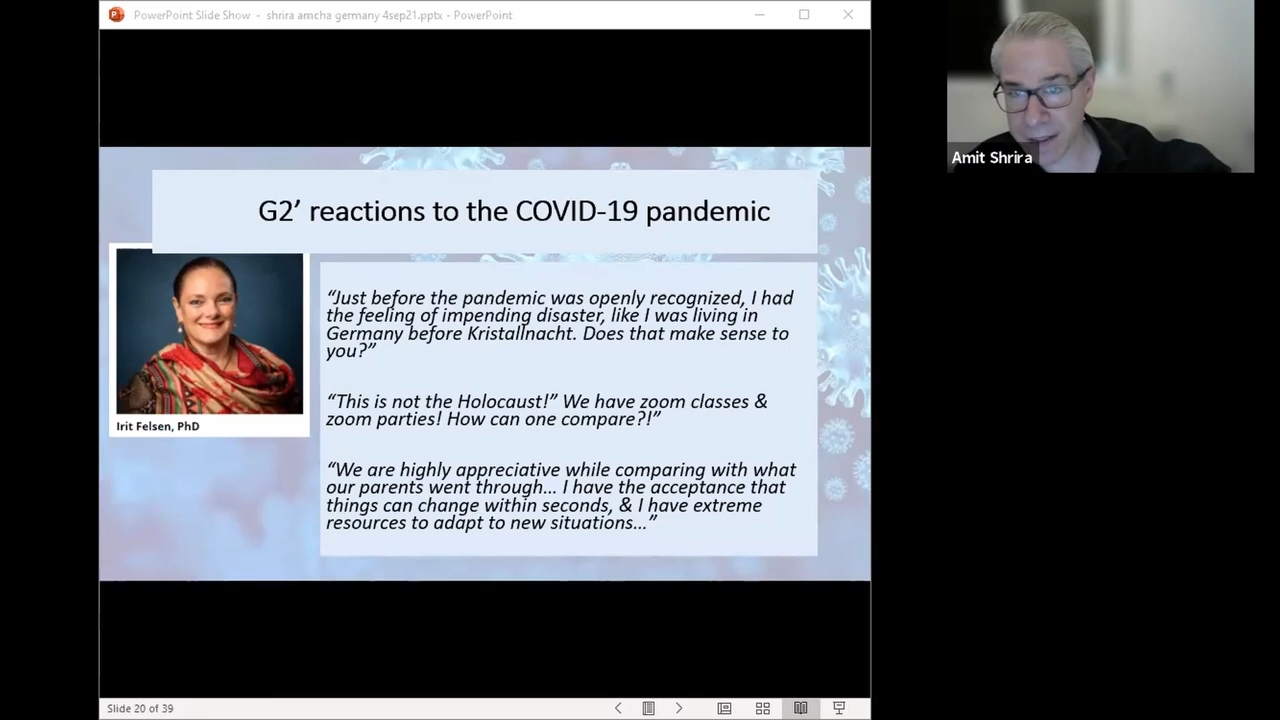 PowerPoint Slide Show - shrira amcha germany 4sep21.pptx - PowerPoint
Amit Shrira
G2’ reactions to the COVID-19 pandemic
“Just before the pandemic was openly recognized, I had
the feeling of impending disaster, like I was living in
Germany before Kristallnacht. Does that make sense to
you?”
“This is not the Holocaust!” We have zoom classes &
zoom parties! How can one compare?!”
“We are highly appreciative while comparing with what
our parents went through… I have the acceptance that
things can change within seconds, & I have extreme
resources to adapt to new situations…”
Irit Felsen, PhD
Slide 20 of 39